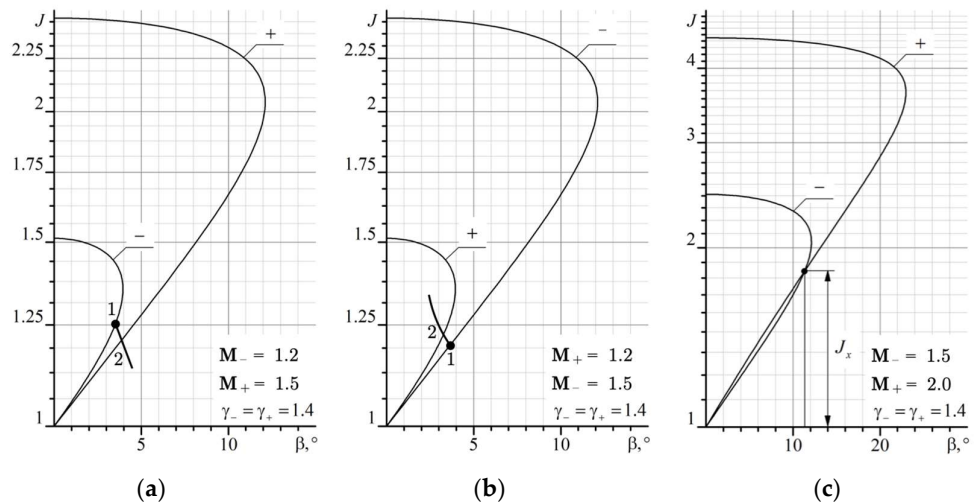 J
2.25
2
1.75
1.5
1.25
1
5
10
β,°
+
−
1
2
M₋ = 1.2
M₊ = 1.5
γ₋ = γ₊ = 1.4
(a)
J
2.25
2
1.75
1.5
1.25
1
5
10
β,°
−
+
2
1
M₊ = 1.2
M₋ = 1.5
γ₋ = γ₊ = 1.4
(b)
J
4
3
2
1
10
20
β,°
+
−
Jₓ
M₋ = 1.5
M₊ = 2.0
γ₋ = γ₊ = 1.4
(c)